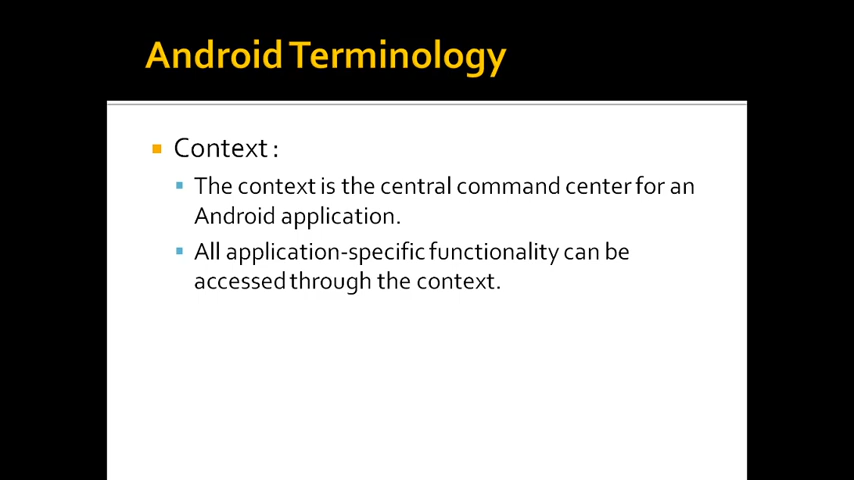 Android Terminology
Context :
The context is the central command center for an
Android application.
All application-specific functionality can be
accessed through the context.